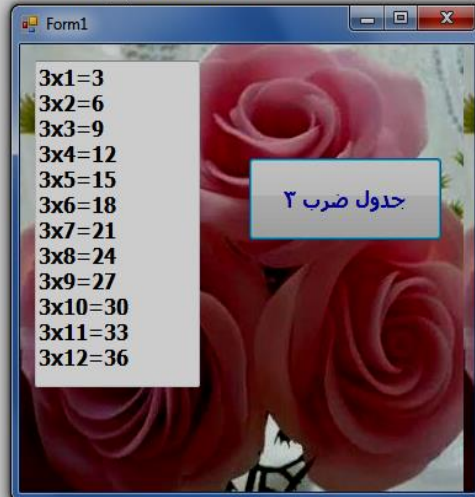 Form1
3x1=3
3x2=6
3x3=9
3x4=12
3x5=15
3x6=18
3x7=21
3x8=24
3x9=27
3x10=30
3x11=33
3x12=36
جدول ضرب ٣